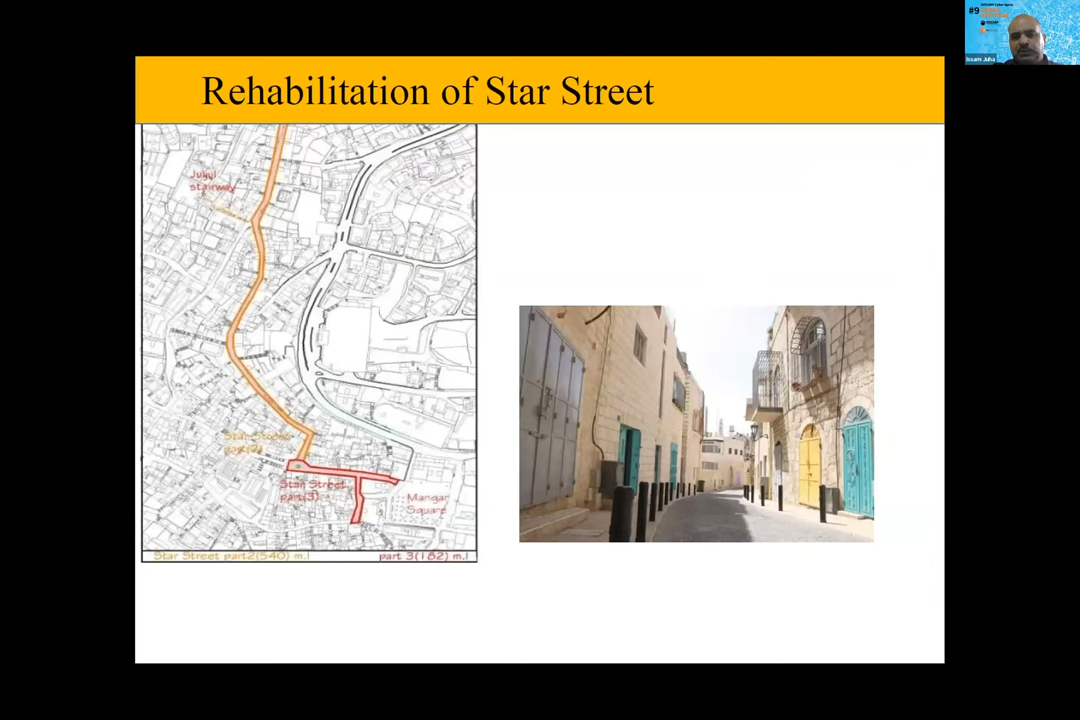 #9
Issam Juha
Rehabilitation of Star Street
stairway
Star Street
part(2)
Star Street
part(3)
Manger
Square
Star Street part2(540) m.l
part 3(182) m.l